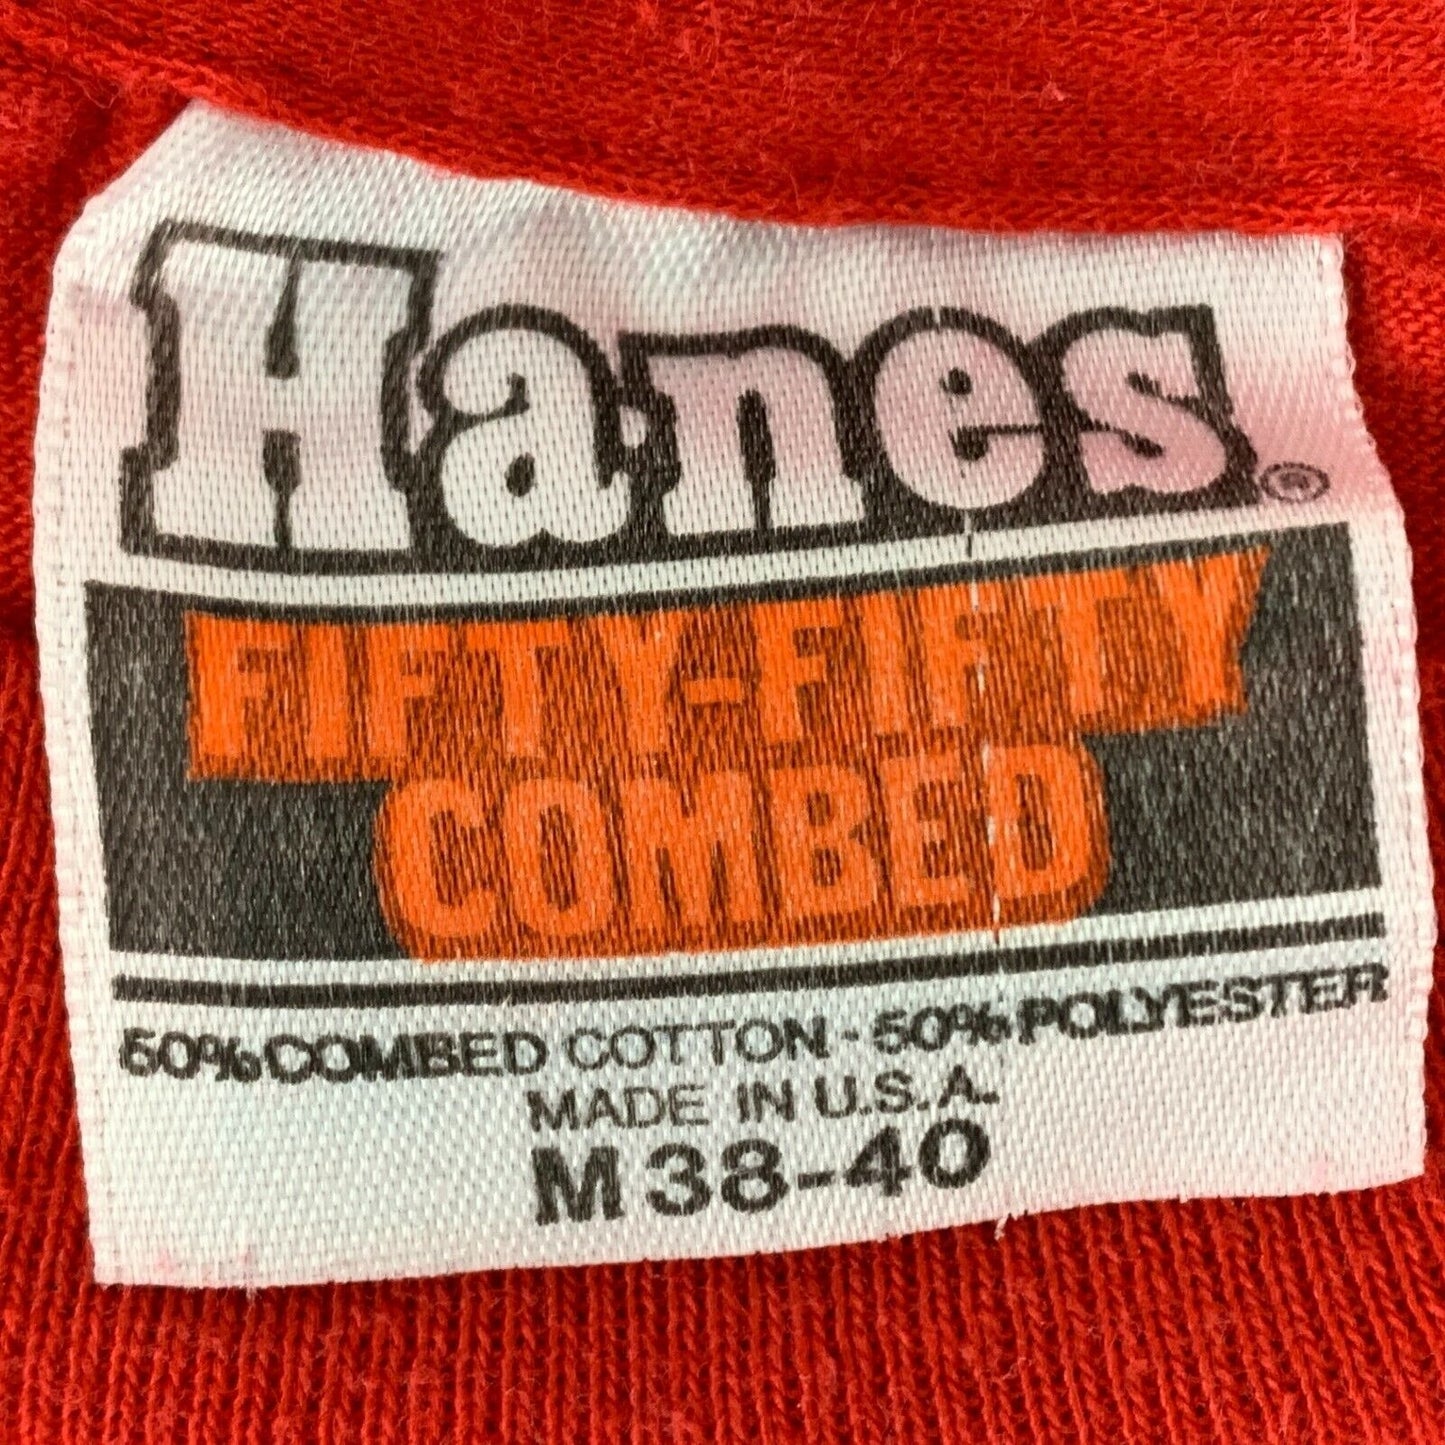 Hanes®
FIFTY-FIFTY
COMBED
50% COMBED COTTON - 50% POLYESTER
MADE IN U.S.A.
M 38-40